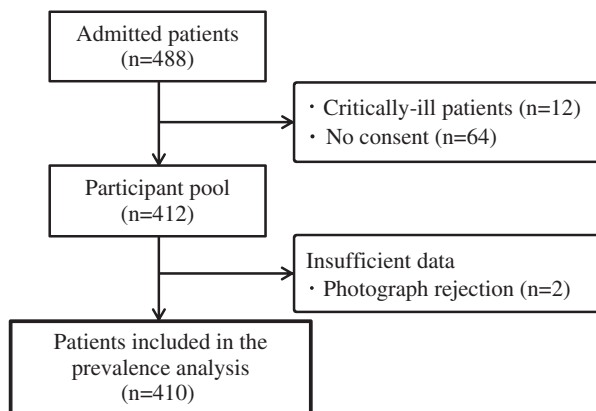 Admitted patients
(n=488)
・Critically-ill patients (n=12)
・No consent (n=64)
Participant pool
(n=412)
Insufficient data
・Photograph rejection (n=2)
Patients included in the
prevalence analysis
(n=410)